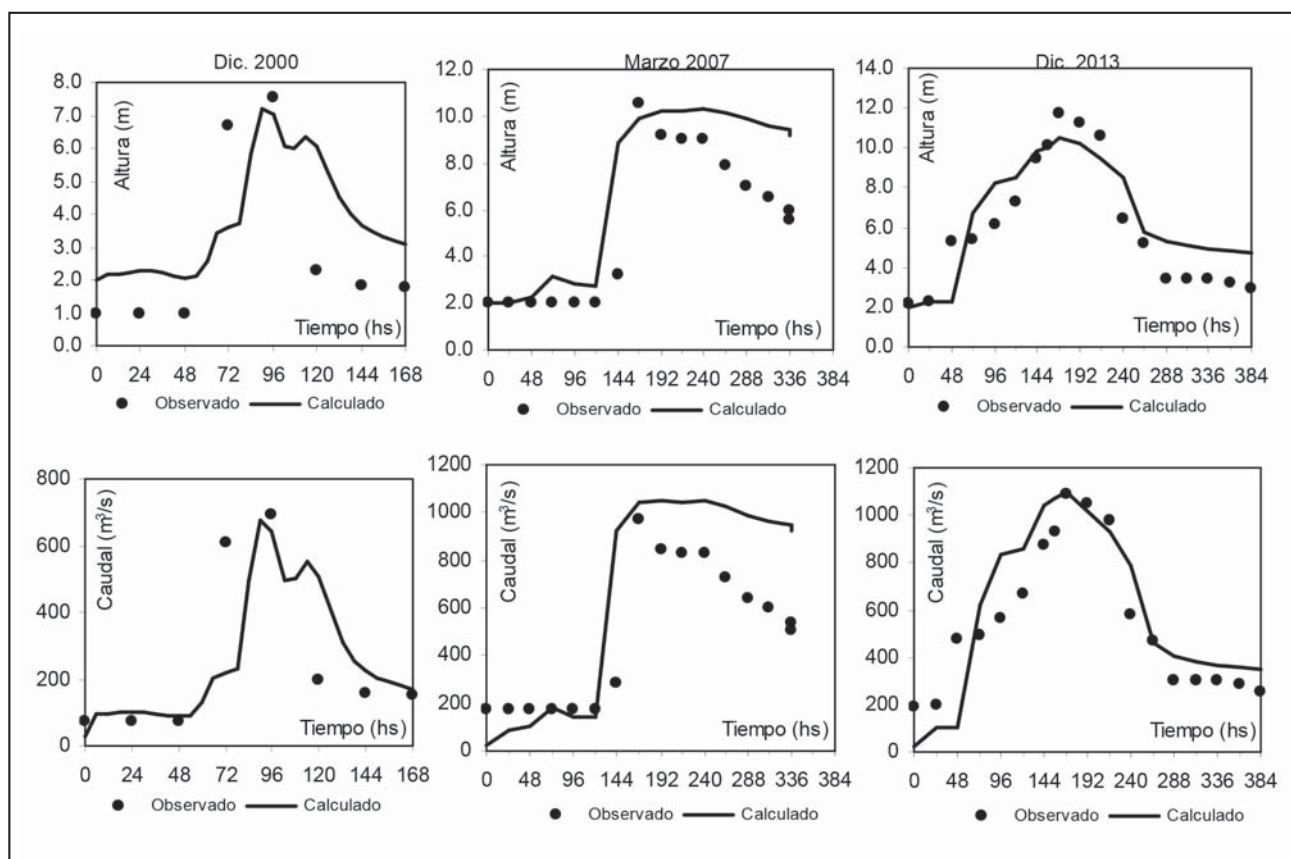 Dic. 2000
8.0
7.0
6.0
5.0
4.0
3.0
2.0
1.0
0.0
Altura (m)
Tiempo (hs)
0 24 48 72 96 120 144 168
Observado Calculado
Marzo 2007
12.0
10.0
8.0
6.0
4.0
2.0
0.0
Altura (m)
Tiempo (hs)
0 48 96 144 192 240 288 336 384
Observado Calculado
Dic. 2013
14.0
12.0
10.0
8.0
6.0
4.0
2.0
0.0
Altura (m)
Tiempo (hs)
0 48 96 144 192 240 288 336 384
Observado Calculado
800
600
400
200
0
Caudal (m³/s)
Tiempo (hs)
0 24 48 72 96 120 144 168
Observado Calculado
1200
1000
800
600
400
200
0
Caudal (m³/s)
Tiempo (hs)
0 48 96 144 192 240 288 336 384
Observado Calculado
1200
1000
800
600
400
200
0
Caudal (m³/s)
Tiempo (hs)
0 48 96 144 192 240 288 336 384
Observado Calculado